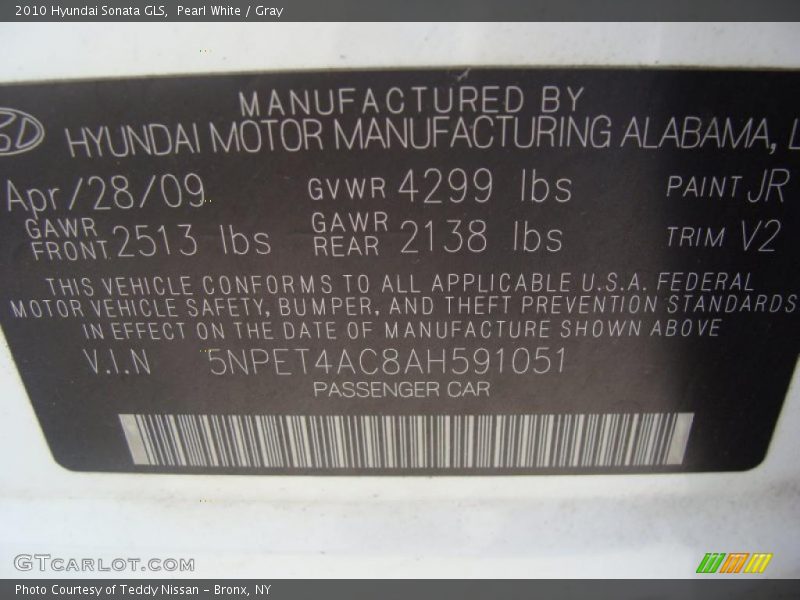 2010 Hyundai Sonata GLS, Pearl White / Gray
MANUFACTURED BY
HYUNDAI MOTOR MANUFACTURING ALABAMA, L
Apr/28/09 GVWR 4299 lbs PAINT JR
GAWR FRONT 2513 lbs GAWR REAR 2138 lbs TRIM V2
THIS VEHICLE CONFORMS TO ALL APPLICABLE U.S.A. FEDERAL
MOTOR VEHICLE SAFETY, BUMPER, AND THEFT PREVENTION STANDARDS
IN EFFECT ON THE DATE OF MANUFACTURE SHOWN ABOVE
V.I.N 5NPET4AC8AH591051
PASSENGER CAR
GTCARLOT.COM
Photo Courtesy of Teddy Nissan - Bronx, NY